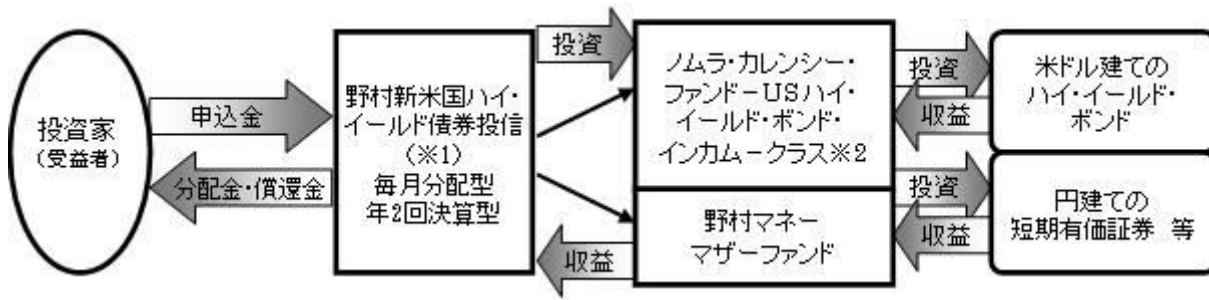 投資家
(受益者)
申込金
分配金・償還金
野村新米国ハイ・
イールド債券投信
(※1)
毎月分配型
年2回決算型
投資
収益
ノムラ・カレンシー・
ファンド－USハイ・
イールド・ボンド・
インカム－クラス※2
野村マネー
マザーファンド
投資
収益
投資
収益
米ドル建ての
ハイ・イールド・
ボンド
円建ての
短期有価証券 等